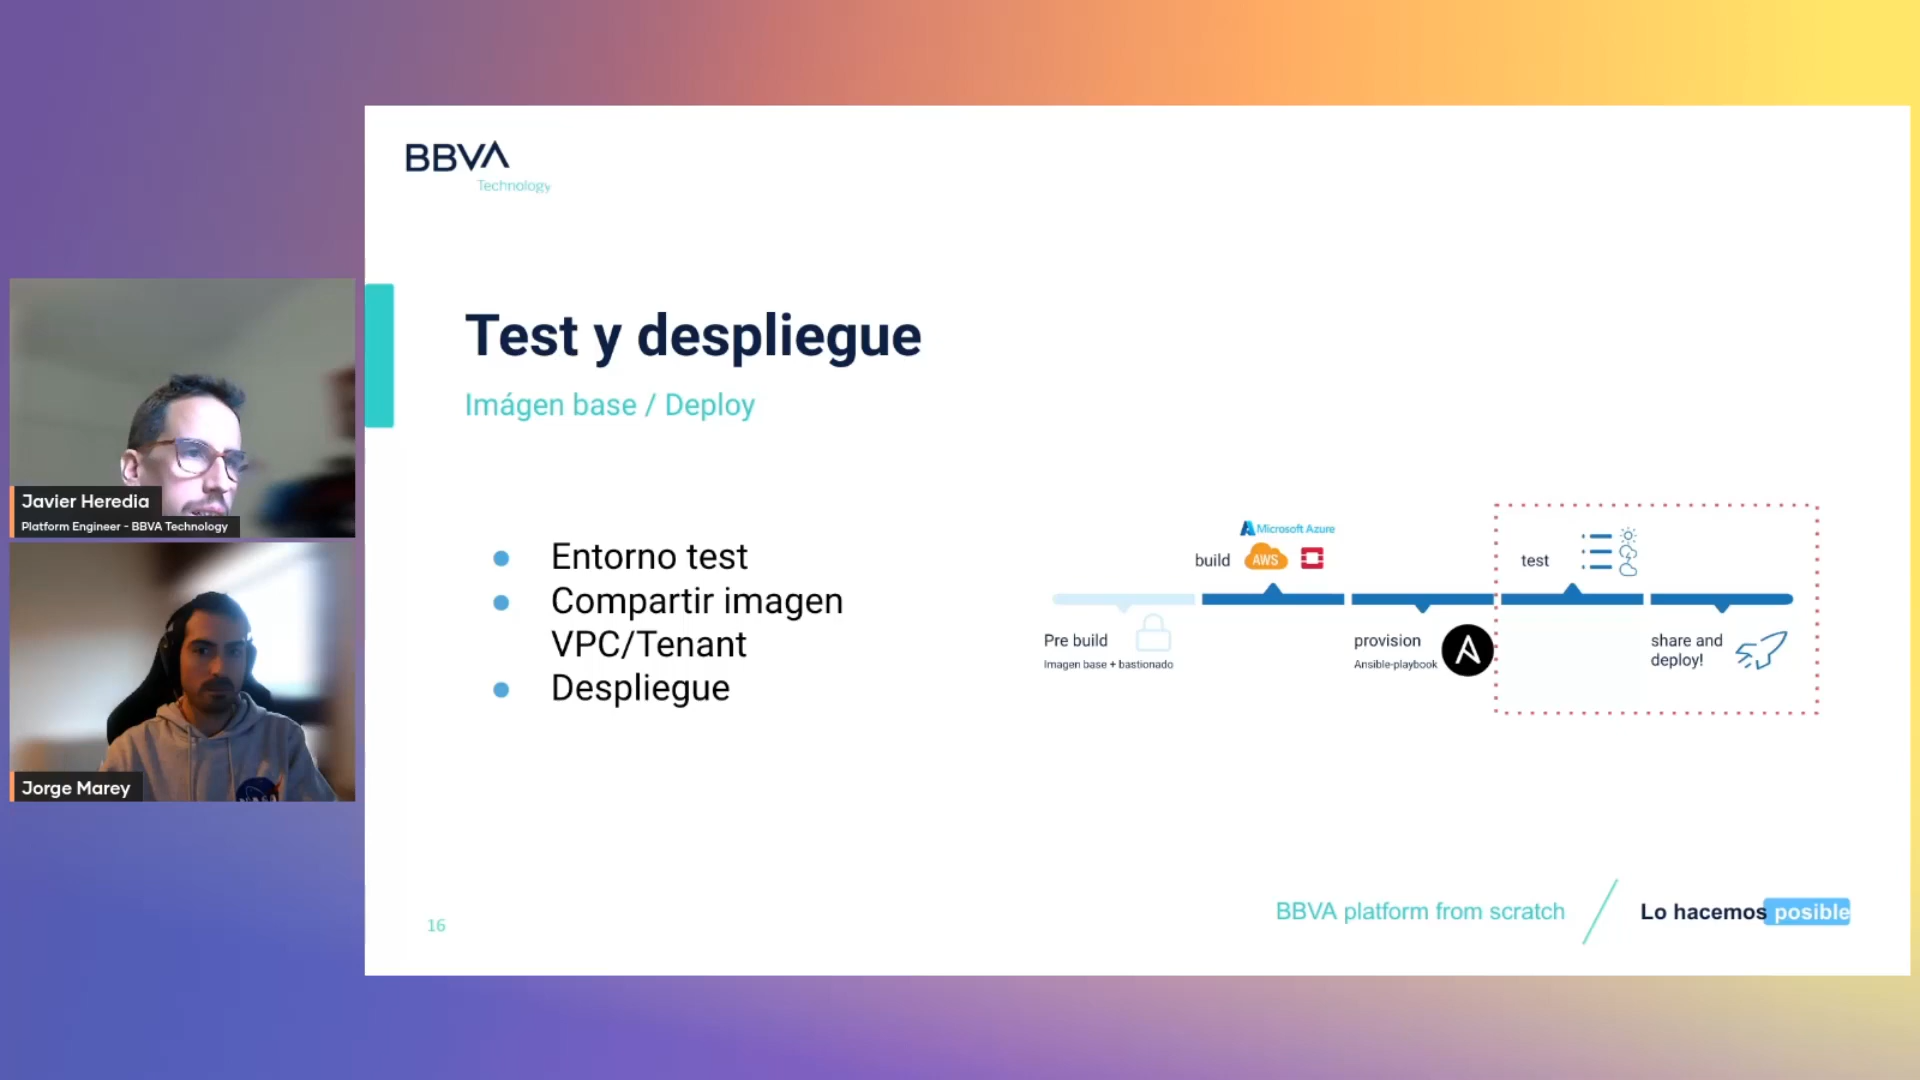 BBVA
Technology
Test y despliegue
Imágen base / Deploy
Entorno test
Compartir imagen
VPC/Tenant
Despliegue
Microsoft Azure
build
AWS
test
Pre build
Imagen base + bastionado
provision
Ansible-playbook
share and
deploy!
16
BBVA platform from scratch
Lo hacemos posible
Javier Heredia
Platform Engineer - BBVA Technology
Jorge Marey
NASA